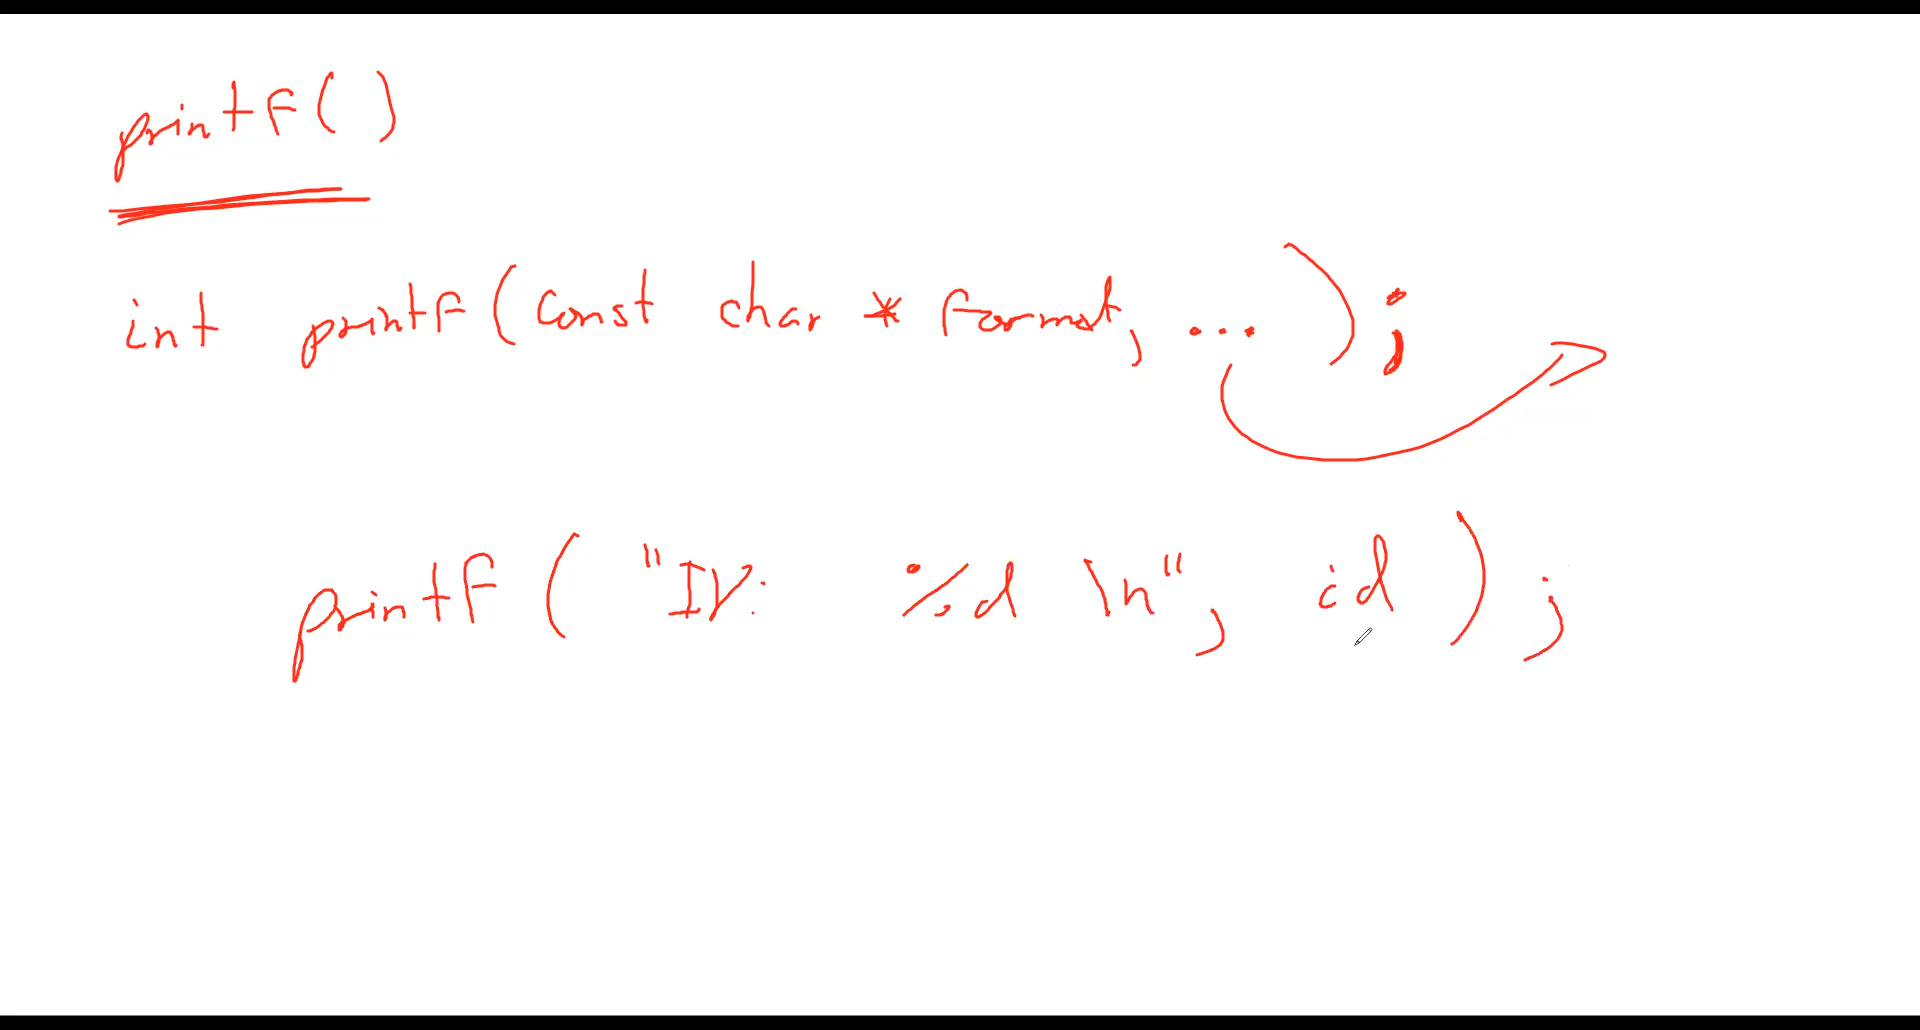 printf()
int printf(const char * format, ...);
printf("ID: %d \n", id);